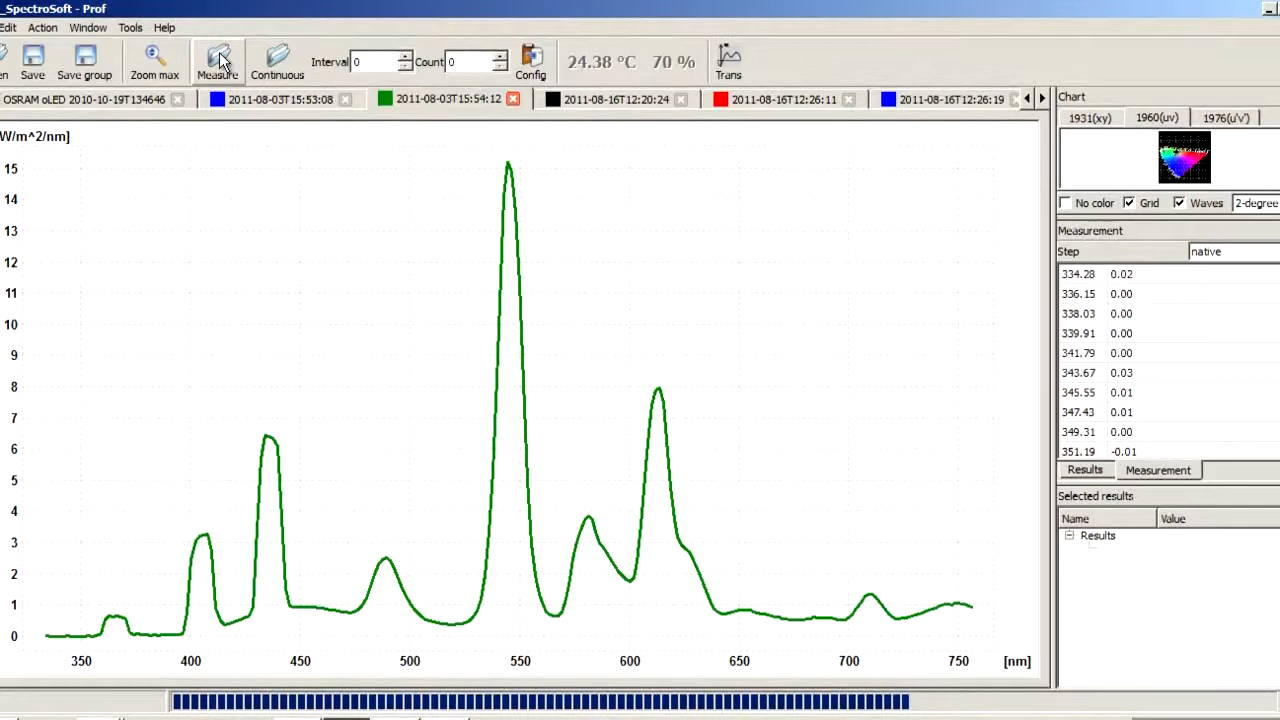 _SpectroSoft - Prof
Edit Action Window Tools Help
en Save Save group Zoom max Measure Continuous Interval 0 Count 0 Config 24.38 °C 70 % Trans
OSRAM oLED 2010-10-19T134646 2011-08-03T15:53:08 2011-08-03T15:54:12 2011-08-16T12:20:24 2011-08-16T12:26:11 2011-08-16T12:26:19
Chart
1931(xy) 1960(uv) 1976(u'v')
No color Grid Waves 2-degree
Measurement
Step native
334.28 0.02
336.15 0.00
338.03 0.00
339.91 0.00
341.79 0.00
343.67 0.03
345.55 0.01
347.43 0.01
349.31 0.00
351.19 -0.01
Results Measurement
Selected results
Name Value
Results
W/m^2/nm]
15
14
13
12
11
10
9
8
7
6
5
4
3
2
1
0
350 400 450 500 550 600 650 700 750 [nm]